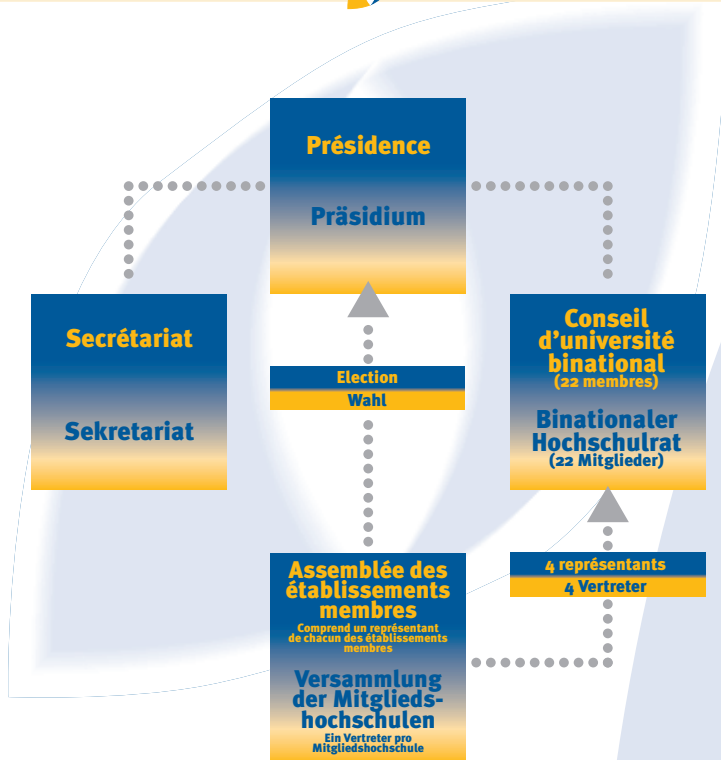 Présidence
Präsidium
Secrétariat
Sekretariat
Conseil
d'université
binational
(22 membres)
Binationaler
Hochschulrat
(22 Mitglieder)
Election
Wahl
4 représentants
4 Vertreter
Assemblée des
établissements
membres
Comprend un représentant
de chacun des établissements
membres
Versammlung
der Mitglieds-
hochschulen
Ein Vertreter pro
Mitgliedshochschule